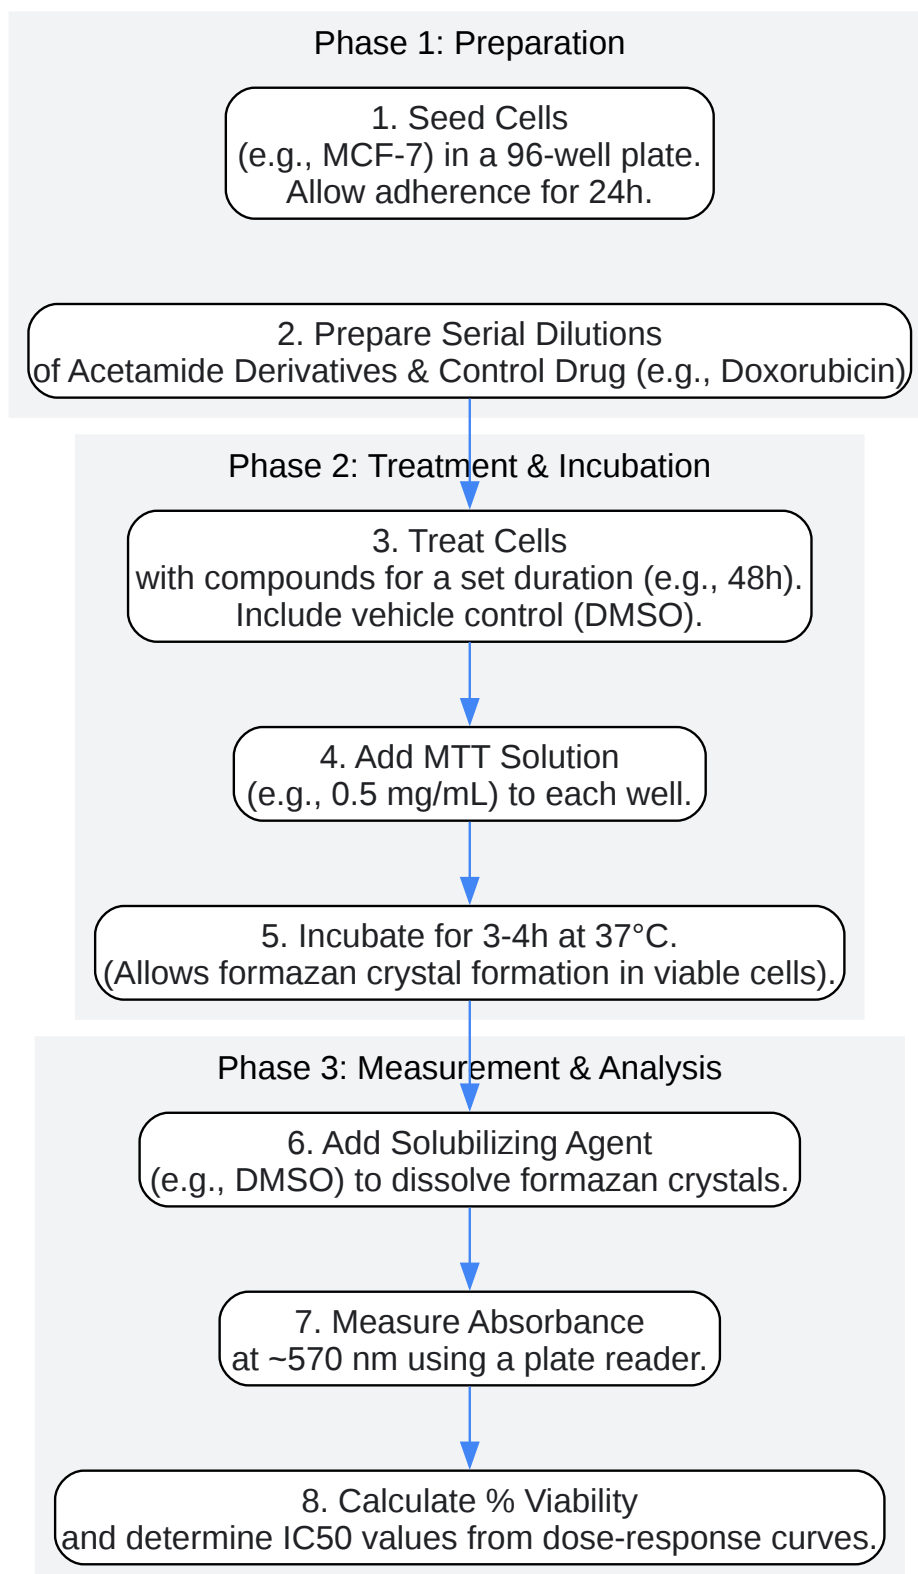 Phase 1: Preparation
1. Seed Cells
(e.g., MCF-7) in a 96-well plate.
Allow adherence for 24h.
2. Prepare Serial Dilutions
of Acetamide Derivatives & Control Drug (e.g., Doxorubicin)
Phase 2: Treatment & Incubation
3. Treat Cells
with compounds for a set duration (e.g., 48h).
Include vehicle control (DMSO).
4. Add MTT Solution
(e.g., 0.5 mg/mL) to each well.
5. Incubate for 3-4h at 37°C.
(Allows formazan crystal formation in viable cells).
Phase 3: Measurement & Analysis
6. Add Solubilizing Agent
(e.g., DMSO) to dissolve formazan crystals.
7. Measure Absorbance
at ~570 nm using a plate reader.
8. Calculate % Viability
and determine IC50 values from dose-response curves.